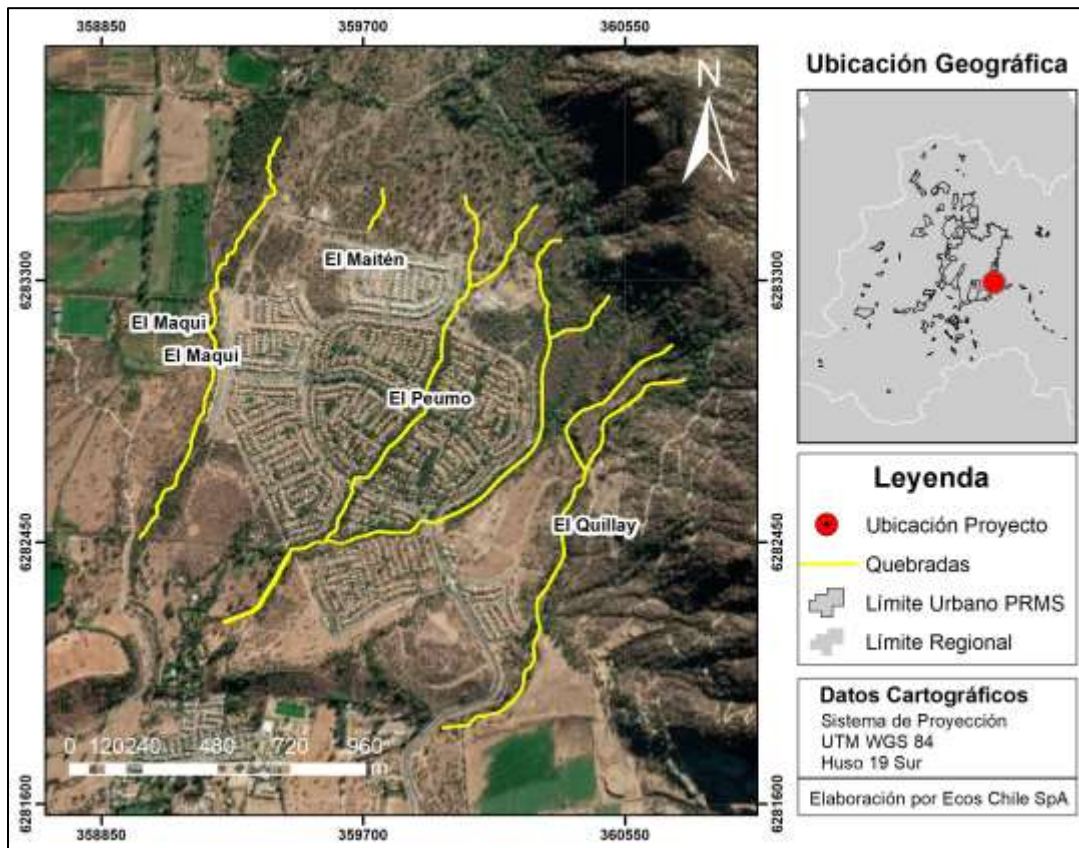 358850
359700
360550
6283300
6282450
6281600
N
El Maitén
El Maqui
El Maqui
El Peumo
El Quillay
0 120240 480 720 960
m
358850
359700
360550
6283300
6282450
6281600
Ubicación Geográfica
Leyenda
Ubicación Proyecto
Quebradas
Límite Urbano PRMS
Límite Regional
Datos Cartográficos
Sistema de Proyección
UTM WGS 84
Huso 19 Sur
Elaboración por Ecos Chile SpA